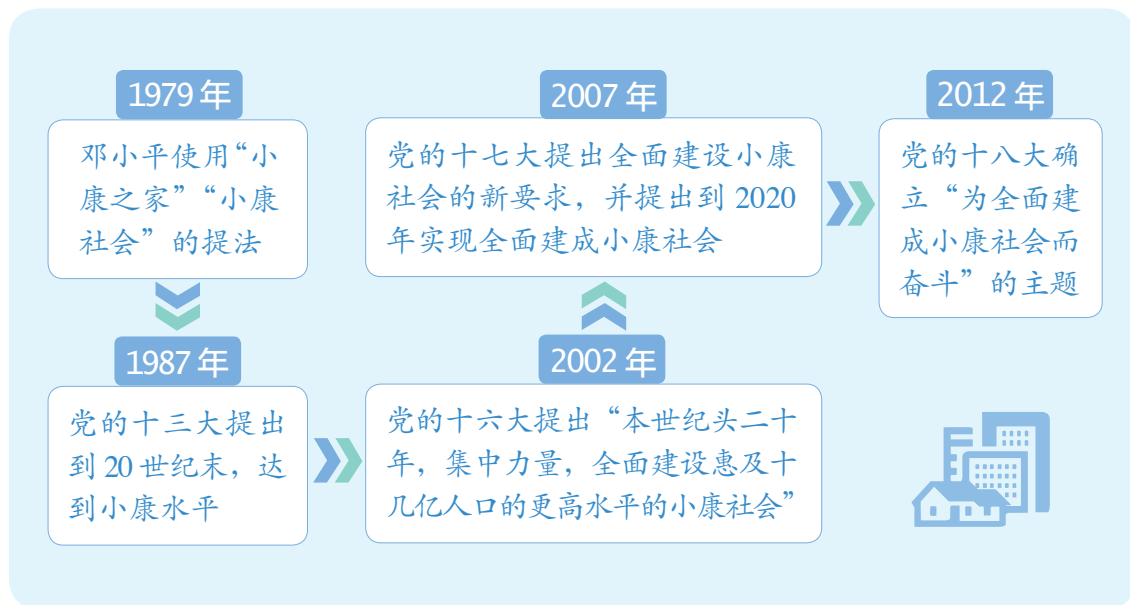 1979 年
邓小平使用“小
康之家”“小康
社会”的提法
1987 年
党的十三大提出
到 20 世纪末，达
到小康水平
2002 年
党的十六大提出“本世纪头二十
年，集中力量，全面建设惠及十
几亿人口的更高水平的小康社会”
2007 年
党的十七大提出全面建设小康
社会的新要求，并提出到 2020
年实现全面建成小康社会
2012 年
党的十八大确
立“为全面建
成小康社会而
奋斗”的主题